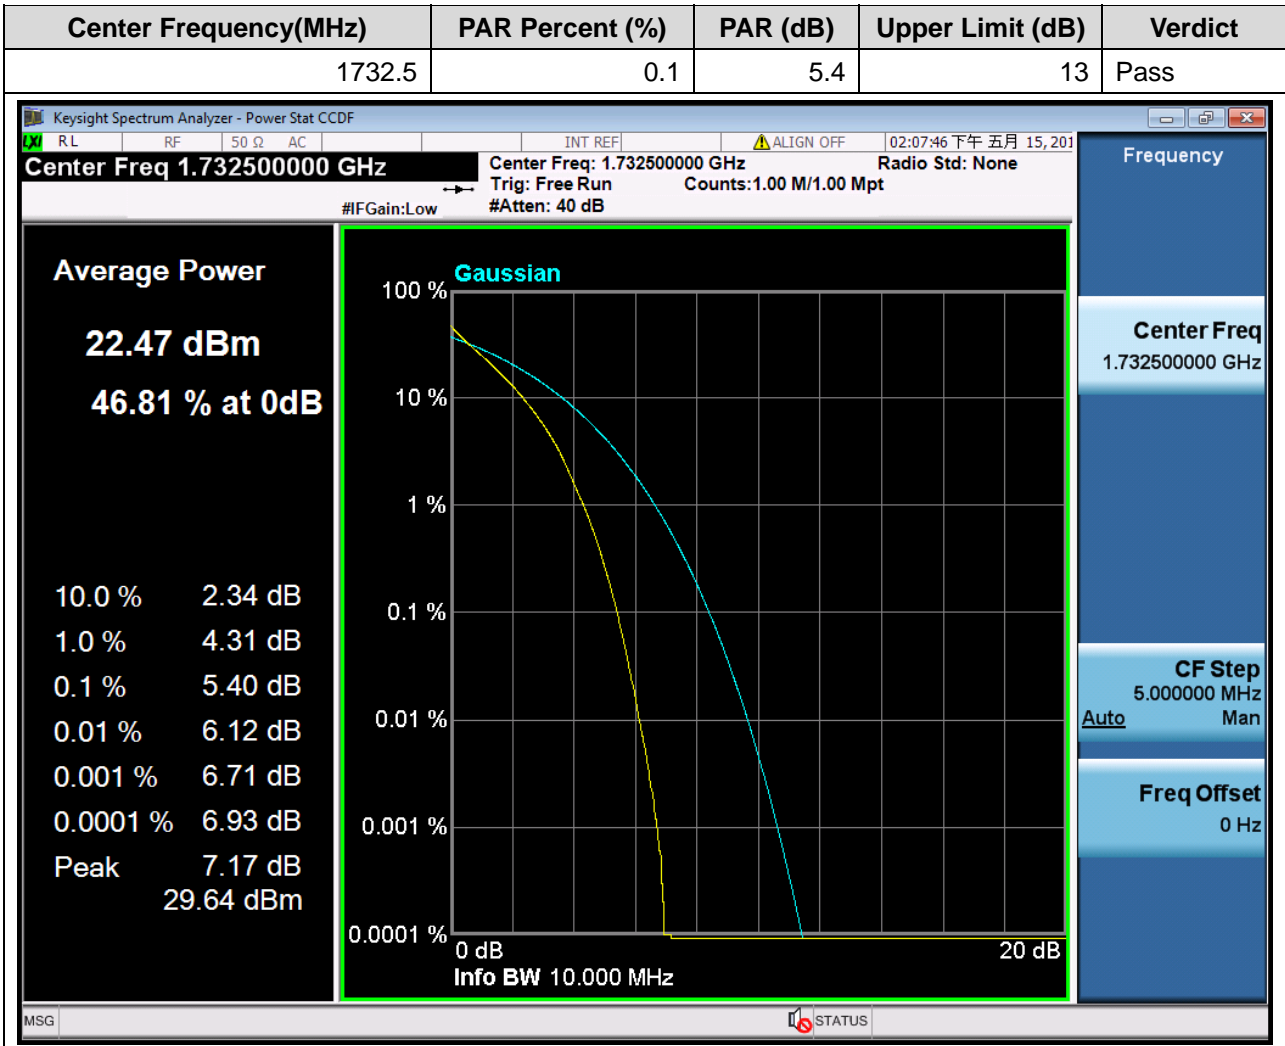 Center Frequency(MHz) PAR Percent (%) PAR (dB) Upper Limit (dB) Verdict
1732.5 0.1 5.4 13 Pass
Keysight Spectrum Analyzer - Power Stat CCDF
LXI RL RF 50 Ω AC INT REF ALIGN OFF 02:07:46 下午 五月 15, 201
Center Freq 1.732500000 GHz
Center Freq: 1.732500000 GHz Radio Std: None
Trig: Free Run Counts:1.00 M/1.00 Mpt
#IFGain:Low #Atten: 40 dB
Average Power
22.47 dBm
46.81 % at 0dB
10.0 % 2.34 dB
1.0 % 4.31 dB
0.1 % 5.40 dB
0.01 % 6.12 dB
0.001 % 6.71 dB
0.0001 % 6.93 dB
Peak 7.17 dB
29.64 dBm
Gaussian
100 %
10 %
1 %
0.1 %
0.01 %
0.001 %
0.0001 %
0 dB 20 dB
Info BW 10.000 MHz
Frequency
Center Freq
1.732500000 GHz
CF Step
5.000000 MHz
Auto Man
Freq Offset
0 Hz
MSG STATUS